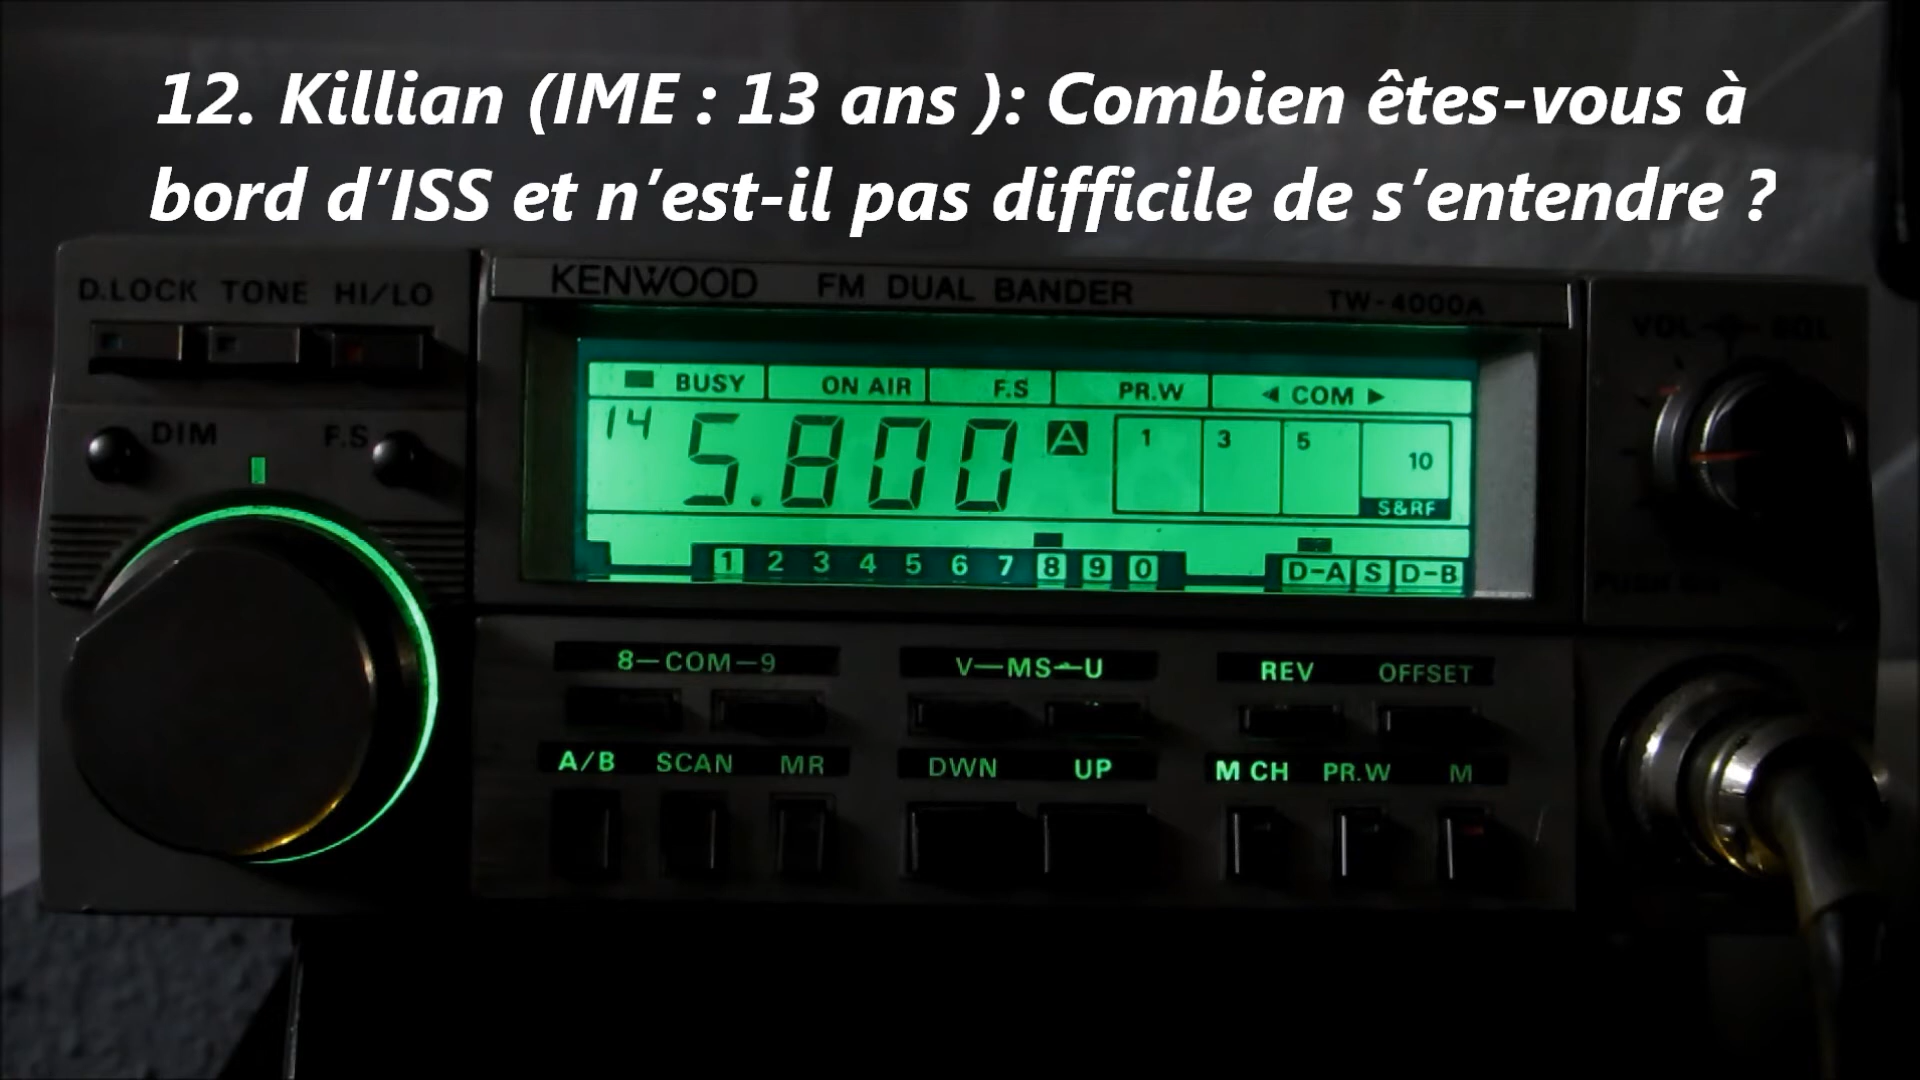 12. Killian (IME : 13 ans ): Combien êtes-vous à
bord d’ISS et n’est-il pas difficile de s’entendre ?
D.LOCK TONE HI/LO
KENWOOD FM DUAL BANDER TW-4000A
VOL SQL
BUSY ON AIR F.S PR.W ◄ COM ►
DIM F.S
14 5.800 A 1 3 5 10
S&RF
1 2 3 4 5 6 7 8 9 0 D-A S D-B
8—COM—9 V—MS—U REV OFFSET
A/B SCAN MR DWN UP M CH PR.W M